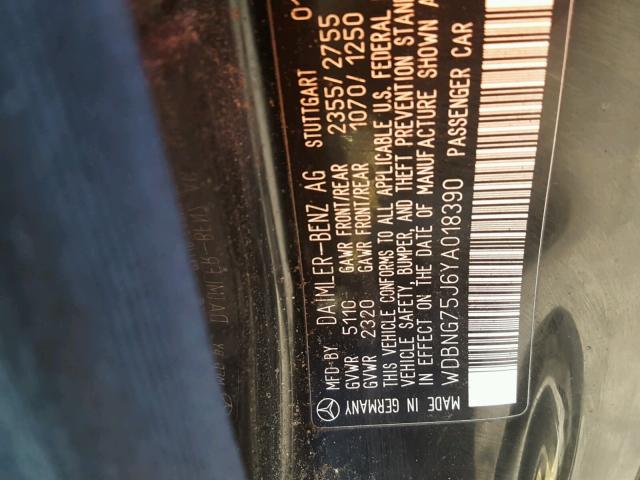 MFD BY DAIMLER-BENZ AG STUTTGART
GVWR 5110 GAWR FRONT/REAR 2355/2755
GVWR 2320 GAWR FRONT/REAR 1070/1250
THIS VEHICLE CONFORMS TO ALL APPLICABLE U.S. FEDERAL
VEHICLE SAFETY, BUMPER, AND THEFT PREVENTION STAND
IN EFFECT ON THE DATE OF MANUFACTURE SHOWN A
WDBNG75J6YA018390 PASSENGER CAR
MADE IN GERMANY